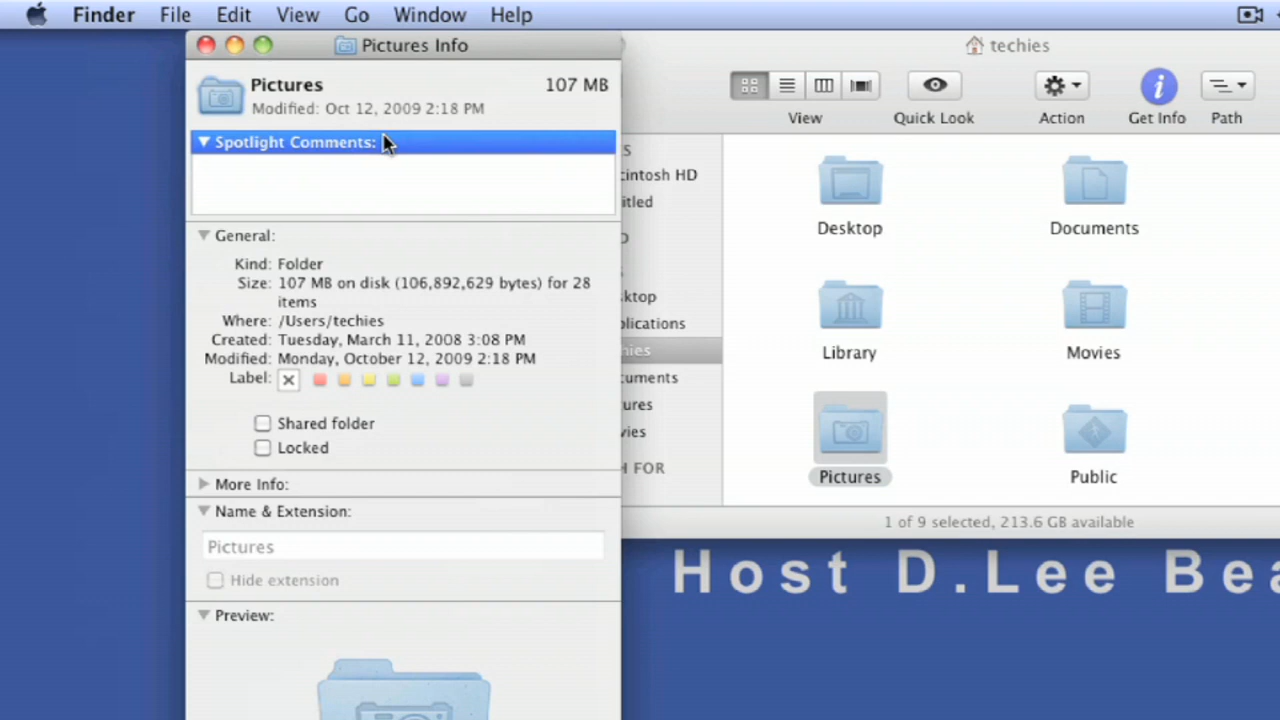 Finder File Edit View Go Window Help
Pictures Info
Pictures 107 MB
Modified: Oct 12, 2009 2:18 PM
Spotlight Comments:
General:
Kind: Folder
Size: 107 MB on disk (106,892,629 bytes) for 28
items
Where: /Users/techies
Created: Tuesday, March 11, 2008 3:08 PM
Modified: Monday, October 12, 2009 2:18 PM
Label:
Shared folder
Locked
More Info:
Name & Extension:
Pictures
Hide extension
Preview:
techies
View Quick Look Action Get Info Path
S
cintosh HD
itled
ktop
plications
hies
cuments
ures
vies
H FOR
Desktop Documents
Library Movies
Pictures Public
1 of 9 selected, 213.6 GB available
Host D.Lee Bea